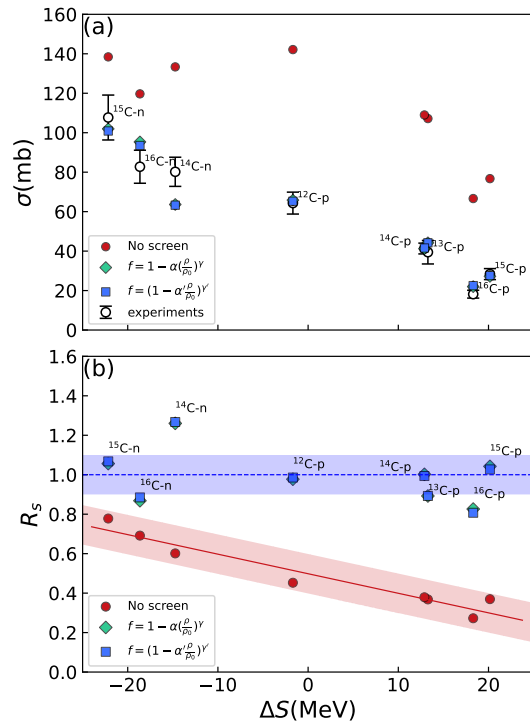 (a)
160
140
120
100
80
60
40
20
0
σ(mb)
¹⁵C-n
¹⁶C-n
¹⁴C-n
¹²C-p
¹⁴C-p
¹³C-p
¹⁵C-p
¹⁶C-p
No screen
f = 1 − α(ρ/ρ₀)^γ
f = (1 − α′ρ/ρ₀)^γ′
experiments
(b)
1.6
1.4
1.2
1.0
0.8
0.6
0.4
0.2
0.0
R_s
¹⁴C-n
¹⁵C-n
¹⁶C-n
¹²C-p
¹⁴C-p
¹⁵C-p
¹³C-p
¹⁶C-p
No screen
f = 1 − α(ρ/ρ₀)^γ
f = (1 − α′ρ/ρ₀)^γ′
−20 −10 0 10 20
ΔS(MeV)